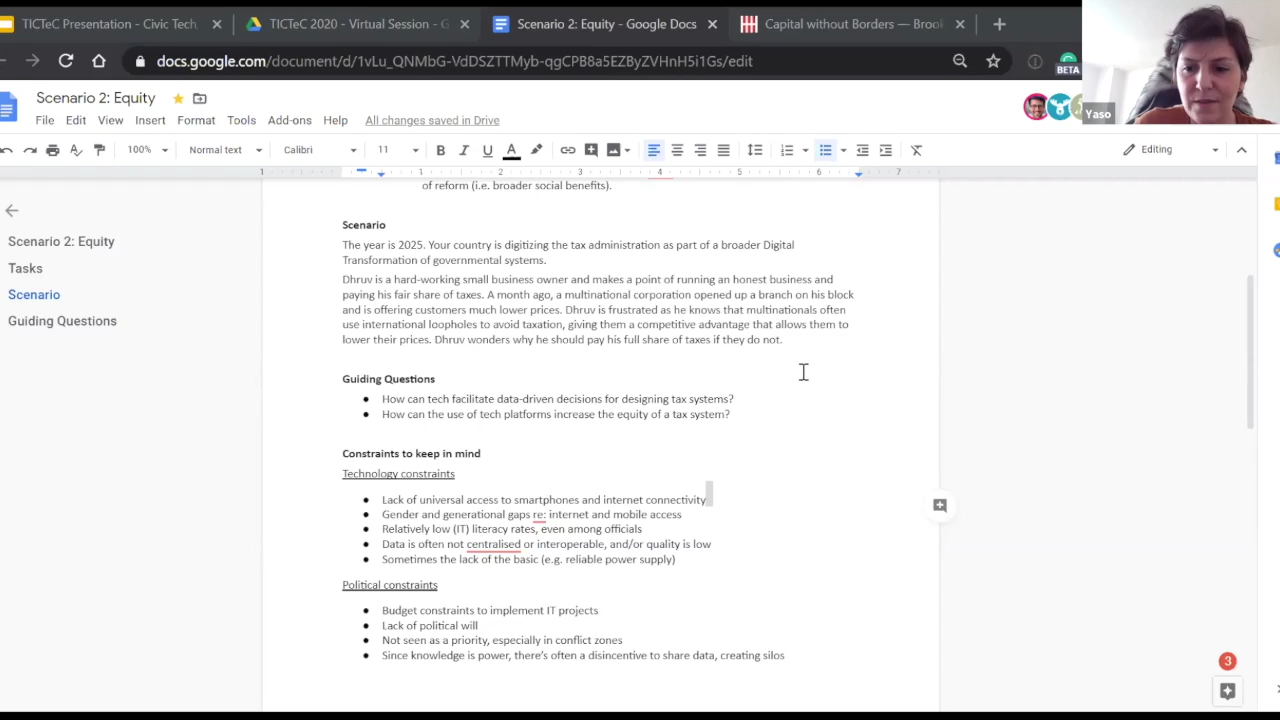 TICTeC Presentation - Civic Tech
TICTeC 2020 - Virtual Session - G
Scenario 2: Equity - Google Docs
Capital without Borders — Brook
docs.google.com/document/d/1vLu_QNMbG-VdDSZTTMyb-qgCPB8a5EZByZVHnH5i1Gs/edit
BETA
Scenario 2: Equity
File Edit View Insert Format Tools Add-ons Help All changes saved in Drive
Yaso
100% Normal text Calibri 11 Editing
1 1 2 3 4 5 6 7
of reform (i.e. broader social benefits).
Scenario 2: Equity
Tasks
Scenario
Guiding Questions
Scenario
The year is 2025. Your country is digitizing the tax administration as part of a broader Digital
Transformation of governmental systems.
Dhruv is a hard-working small business owner and makes a point of running an honest business and
paying his fair share of taxes. A month ago, a multinational corporation opened up a branch on his block
and is offering customers much lower prices. Dhruv is frustrated as he knows that multinationals often
use international loopholes to avoid taxation, giving them a competitive advantage that allows them to
lower their prices. Dhruv wonders why he should pay his full share of taxes if they do not.
Guiding Questions
● How can tech facilitate data-driven decisions for designing tax systems?
● How can the use of tech platforms increase the equity of a tax system?
Constraints to keep in mind
Technology constraints
● Lack of universal access to smartphones and internet connectivity
● Gender and generational gaps re: internet and mobile access
● Relatively low (IT) literacy rates, even among officials
● Data is often not centralised or interoperable, and/or quality is low
● Sometimes the lack of the basic (e.g. reliable power supply)
Political constraints
● Budget constraints to implement IT projects
● Lack of political will
● Not seen as a priority, especially in conflict zones
● Since knowledge is power, there's often a disincentive to share data, creating silos
3